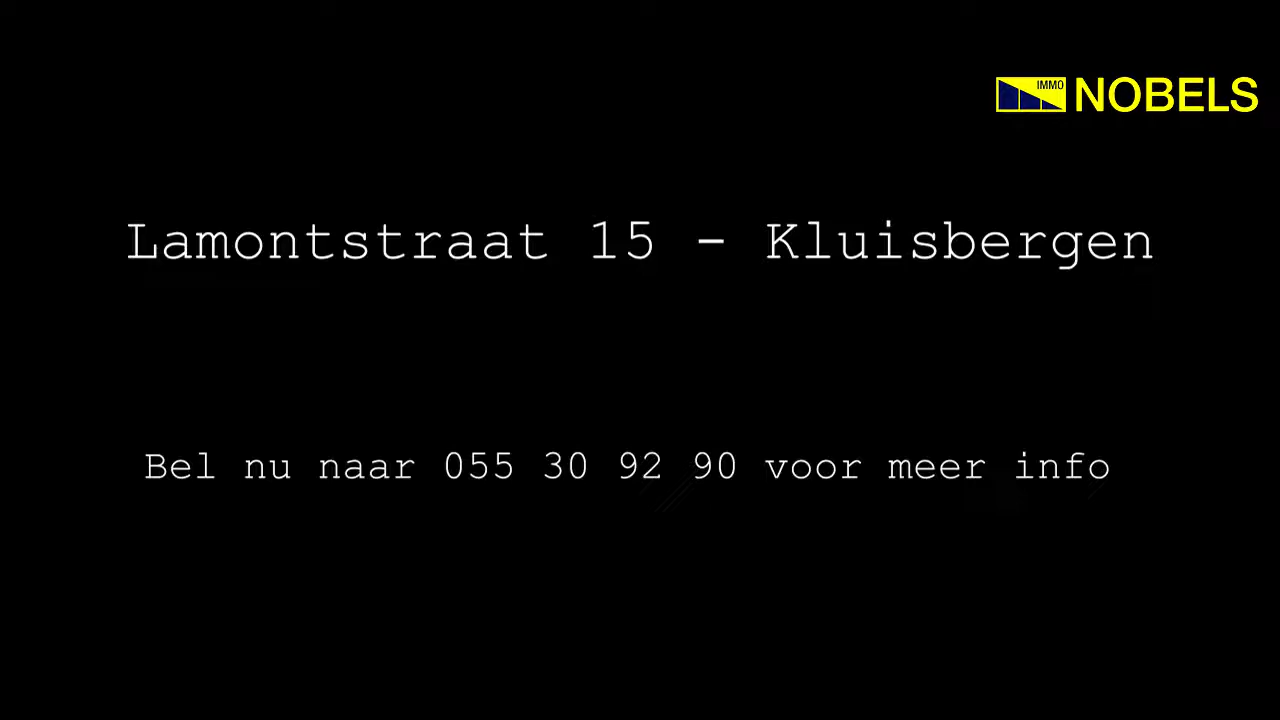 IMMO NOBELS
Lamontstraat 15 - Kluisbergen
Bel nu naar 055 30 92 90 voor meer info